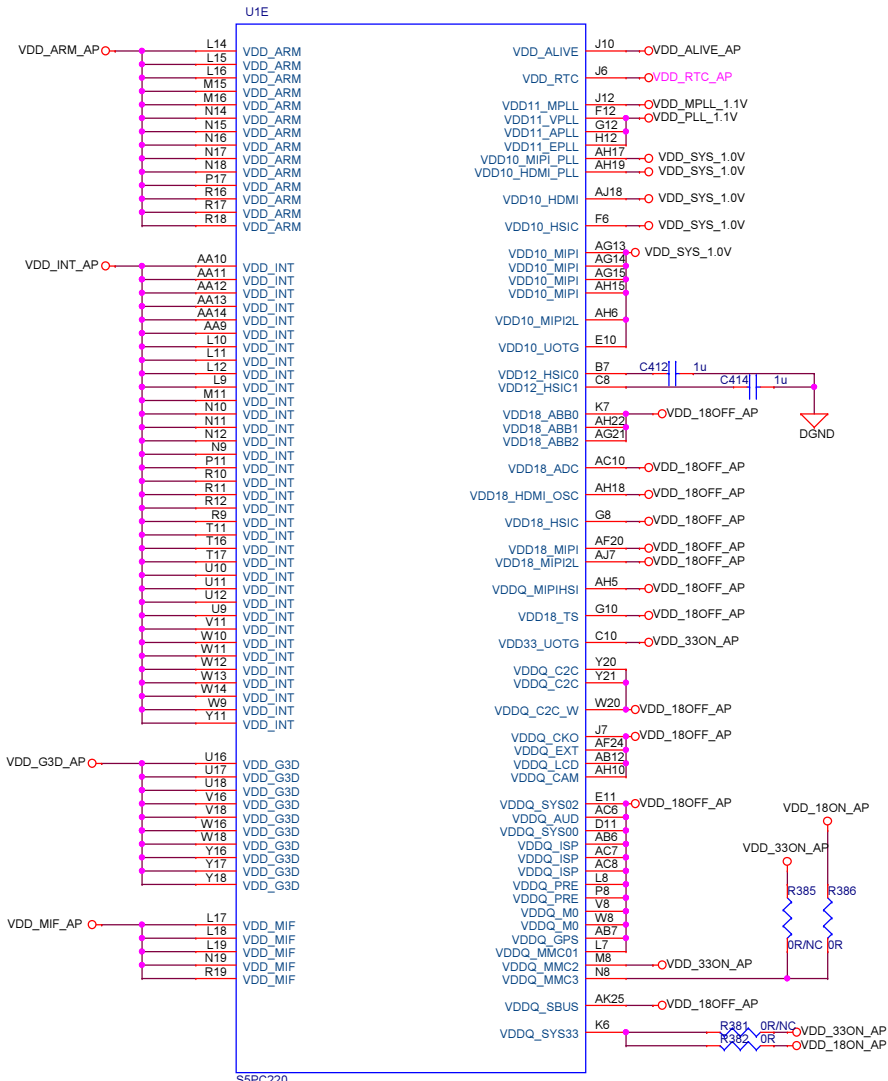 U1E
VDD_ARM_AP
L14 VDD_ARM
L15 VDD_ARM
L16 VDD_ARM
M15 VDD_ARM
M16 VDD_ARM
N14 VDD_ARM
N15 VDD_ARM
N16 VDD_ARM
N17 VDD_ARM
N18 VDD_ARM
P17 VDD_ARM
R16 VDD_ARM
R17 VDD_ARM
R18 VDD_ARM
VDD_INT_AP
AA10 VDD_INT
AA11 VDD_INT
AA12 VDD_INT
AA13 VDD_INT
AA14 VDD_INT
AA9 VDD_INT
L10 VDD_INT
L11 VDD_INT
L12 VDD_INT
L9 VDD_INT
M11 VDD_INT
N10 VDD_INT
N11 VDD_INT
N12 VDD_INT
N9 VDD_INT
P11 VDD_INT
R10 VDD_INT
R11 VDD_INT
R12 VDD_INT
R9 VDD_INT
T11 VDD_INT
T16 VDD_INT
T17 VDD_INT
U10 VDD_INT
U11 VDD_INT
U12 VDD_INT
U9 VDD_INT
V11 VDD_INT
W10 VDD_INT
W11 VDD_INT
W12 VDD_INT
W13 VDD_INT
W14 VDD_INT
W9 VDD_INT
Y11 VDD_INT
VDD_G3D_AP
U16 VDD_G3D
U17 VDD_G3D
U18 VDD_G3D
V16 VDD_G3D
V18 VDD_G3D
W16 VDD_G3D
W18 VDD_G3D
Y16 VDD_G3D
Y17 VDD_G3D
Y18 VDD_G3D
VDD_MIF_AP
L17 VDD_MIF
L18 VDD_MIF
L19 VDD_MIF
N19 VDD_MIF
R19 VDD_MIF
VDD_ALIVE J10 VDD_ALIVE_AP
VDD_RTC J6 VDD_RTC_AP
VDD11_MPLL J12 VDD_MPLL_1.1V
VDD11_VPLL F12 VDD_PLL_1.1V
VDD11_APLL G12
VDD11_EPLL H12
VDD10_MIPI_PLL AH17 VDD_SYS_1.0V
VDD10_HDMI_PLL AH19 VDD_SYS_1.0V
VDD10_HDMI AJ18 VDD_SYS_1.0V
VDD10_HSIC F6 VDD_SYS_1.0V
VDD10_MIPI AG13 VDD_SYS_1.0V
VDD10_MIPI AG14
VDD10_MIPI AG15
VDD10_MIPI AH15
VDD10_MIPI2L AH6
VDD10_UOTG E10
VDD12_HSIC0 B7 C412 1u
VDD12_HSIC1 C8 C414 1u
DGND
VDD18_ABB0 K7 VDD_18OFF_AP
VDD18_ABB1 AH22
VDD18_ABB2 AG21
VDD18_ADC AC10 VDD_18OFF_AP
VDD18_HDMI_OSC AH18 VDD_18OFF_AP
VDD18_HSIC G8 VDD_18OFF_AP
VDD18_MIPI AF20 VDD_18OFF_AP
VDD18_MIPI2L AJ7 VDD_18OFF_AP
VDDQ_MIPIHSI AH5 VDD_18OFF_AP
VDD18_TS G10 VDD_18OFF_AP
VDD33_UOTG C10 VDD_33ON_AP
VDDQ_C2C Y20
VDDQ_C2C Y21
VDDQ_C2C_W W20 VDD_18OFF_AP
VDDQ_CKO J7 VDD_18OFF_AP
VDDQ_EXT AF24
VDDQ_LCD AB12
VDDQ_CAM AH10
VDDQ_SYS02 E11 VDD_18OFF_AP
VDDQ_AUD AC6
VDDQ_SYS00 D11
VDDQ_ISP AB6
VDDQ_ISP AC7
VDDQ_ISP AC8
VDDQ_PRE L8
VDDQ_PRE P8
VDDQ_M0 V8
VDDQ_M0 W8
VDDQ_GPS AB7
VDDQ_MMC01 L7
VDDQ_MMC2 M8 VDD_33ON_AP
VDDQ_MMC3 N8
VDD_18ON_AP
VDD_33ON_AP
R385 R386
0R/NC 0R
VDDQ_SBUS AK25 VDD_18OFF_AP
VDDQ_SYS33 K6 R381 0R/NC VDD_33ON_AP
R382 0R VDD_18ON_AP
S5PC220